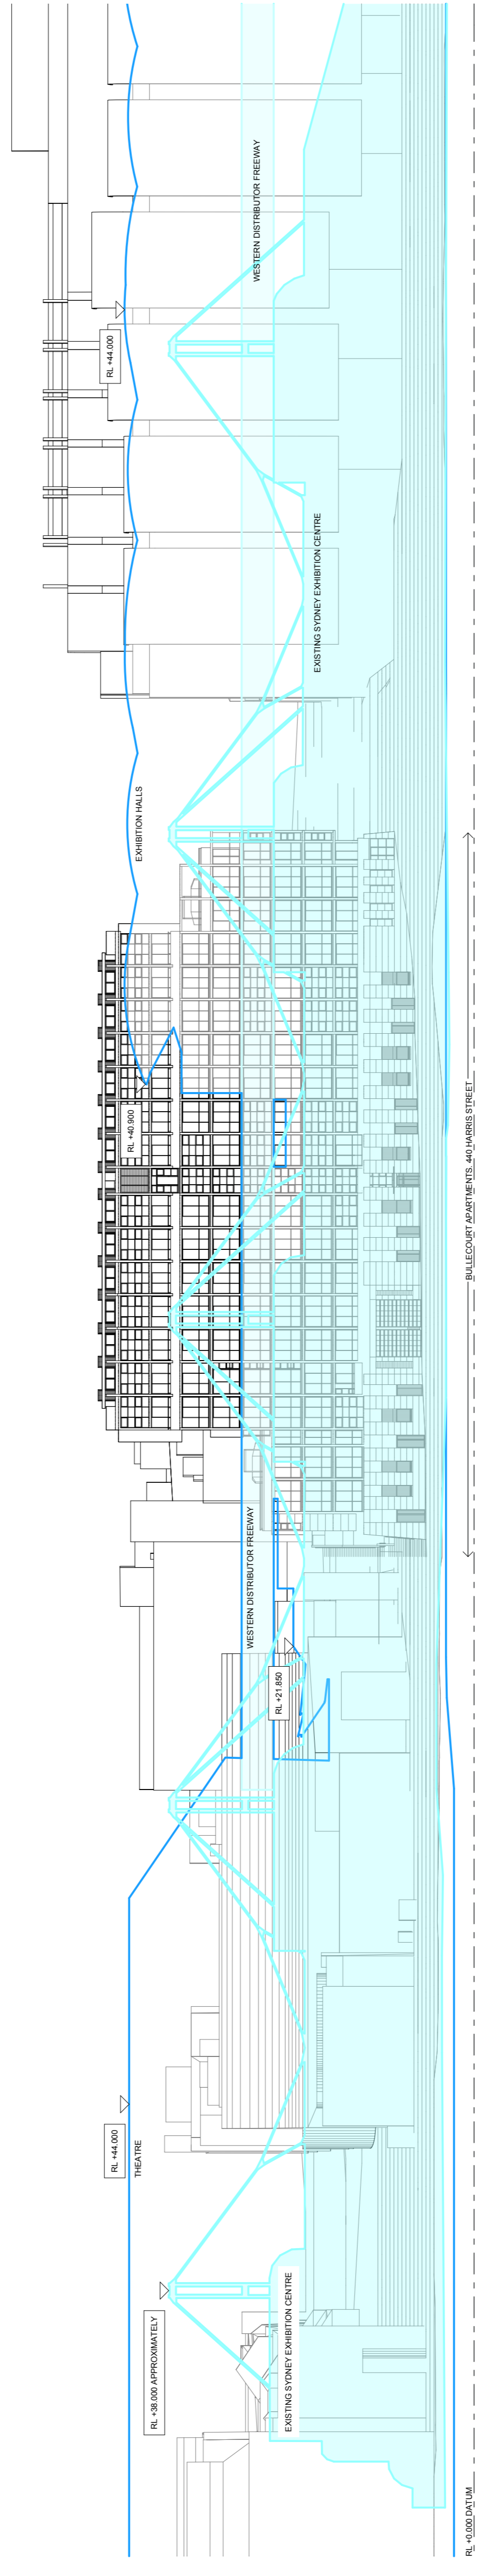 RL +38.000 APPROXIMATELY
EXISTING SYDNEY EXHIBITION CENTRE
RL +0.000 DATUM
RL +44.000
THEATRE
RL +21.850
WESTERN DISTRIBUTOR FREEWAY
BULLECOURT APARTMENTS, 440 HARRIS STREET
RL +40.900
EXHIBITION HALLS
EXISTING SYDNEY EXHIBITION CENTRE
RL +44.000
WESTERN DISTRIBUTOR FREEWAY